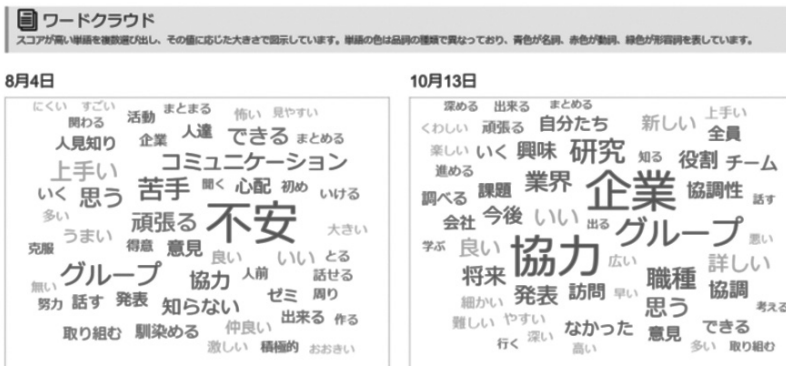 ワードクラウド
スコアが高い単語を複数選び出し、その値に応じた大きさで図示しています。単語の色は品詞の種類で異なっており、青色が名詞、赤色が動詞、緑色が形容詞を表しています。
8月4日
にくい すごい まとまる
関わる 活動 怖い 見やすい
人見知り 企業 人達 できる まとめる
上手い コミュニケーション
いく 思う 苦手 聞く 心配 初め いける
多い 頑張る 不安 大きい
うまい
克服 得意 意見 良い いい とる
グループ 協力 人前 話せる
無い ゼミ 周り
努力 話す 発表 知らない
出来る 作る
取り組む 馴染める 仲良い
激しい 積極的 おおきい
10月13日
深める 出来る まとめる
くわしい 頑張る 自分たち 新しい 上手い
全員
楽しい いく 興味 研究 知る 役割 チーム
進める
調べる 課題 業界 企業 協調性 話す
会社 今後 いい 出る グループ 悪い
学ぶ 良い 協力 広い 詳しい
将来 職種
細かい 発表 訪問 早い 協調
思う 考える
難しい やすい なかった 意見 できる
行く 深い 高い 多い 取り組む